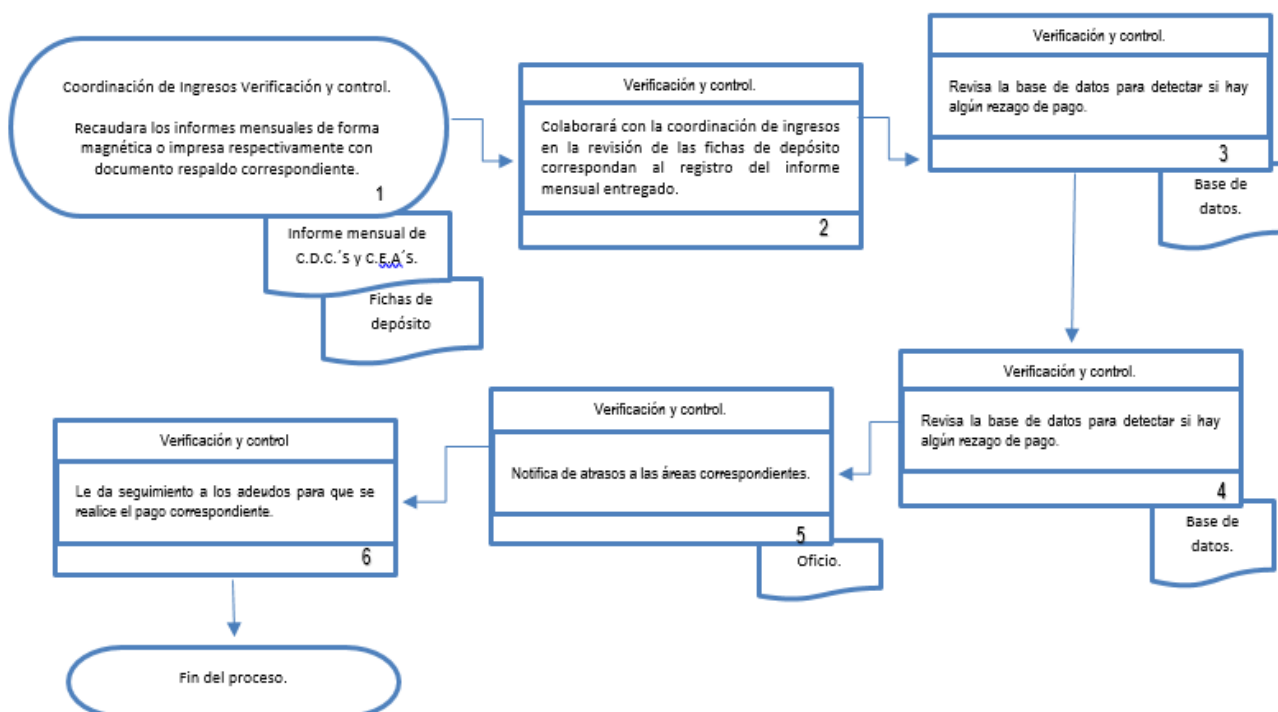 Coordinación de Ingresos Verificación y control.
Recaudara los informes mensuales de forma
magnética o impresa respectivamente con
documento respaldo correspondiente.
1
Informe mensual de
C.D.C.´S y C.E.A´S.
Fichas de
depósito
Verificación y control.
Colaborará con la coordinación de ingresos
en la revisión de las fichas de depósito
correspondan al registro del informe
mensual entregado.
2
Verificación y control.
Revisa la base de datos para detectar si hay
algún rezago de pago.
3
Base de
datos.
Verificación y control.
Revisa la base de datos para detectar si hay
algún rezago de pago.
4
Base de
datos.
Verificación y control.
Notifica de atrasos a las áreas correspondientes.
5
Oficio.
Verificación y control
Le da seguimiento a los adeudos para que se
realice el pago correspondiente.
6
Fin del proceso.